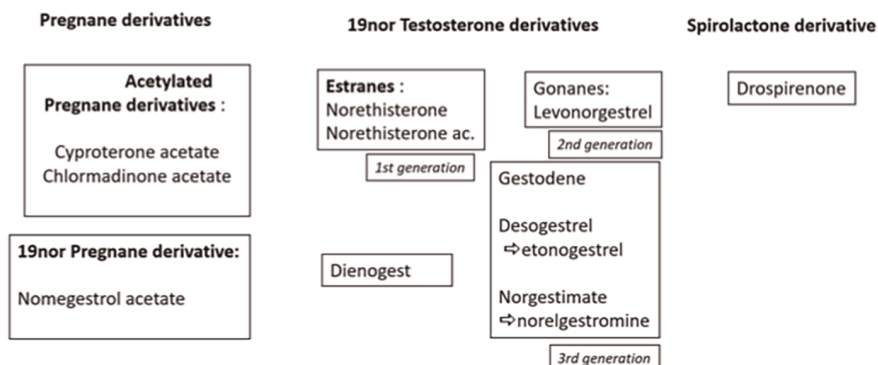 Pregnane derivatives
Acetylated
Pregnane derivatives :
Cyproterone acetate
Chlormadinone acetate
19nor Pregnane derivative:
Nomegestrol acetate
19nor Testosterone derivatives
Estranes :
Norethisterone
Norethisterone ac.
1st generation
Dienogest
Gonanes:
Levonorgestrel
2nd generation
Gestodene
Desogestrel
⇨etonogestrel
Norgestimate
⇨norelgestromine
3rd generation
Spirolactone derivative
Drospirenone